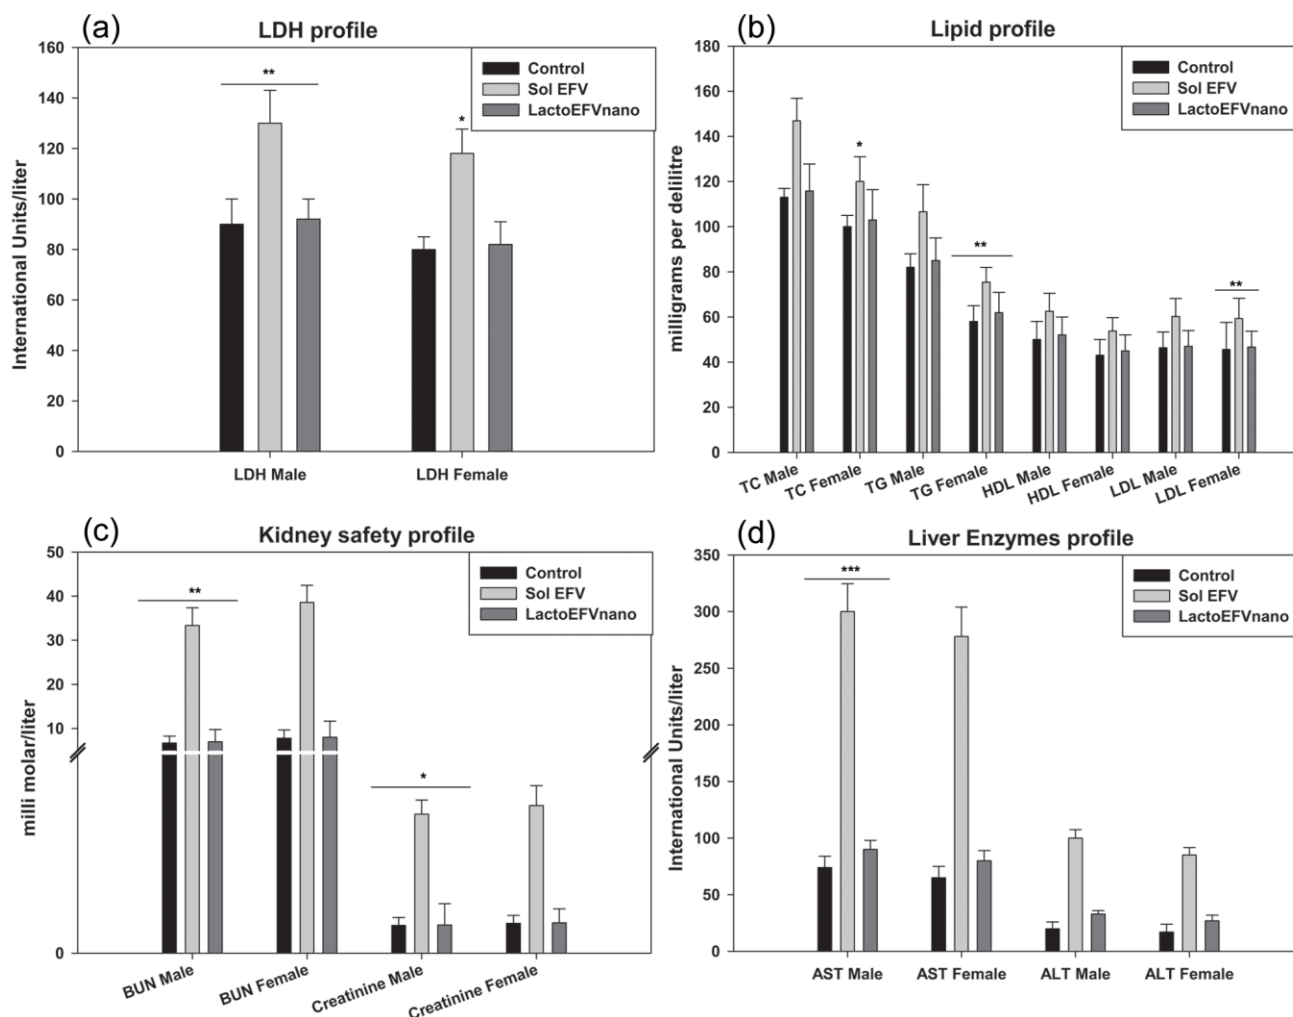 (a)
LDH profile
Control
Sol EFV
LactoEFVnano
International Units/liter
160
140
120
100
80
60
40
20
0
**
*
LDH Male
LDH Female
(b)
Lipid profile
Control
Sol EFV
LactoEFVnano
milligrams per delilitre
180
160
140
120
100
80
60
40
20
0
*
**
**
TC Male
TC Female
TG Male
TG Female
HDL Male
HDL Female
LDL Male
LDL Female
(c)
Kidney safety profile
Control
Sol EFV
LactoEFVnano
milli molar/liter
50
40
30
20
10
0
**
*
BUN Male
BUN Female
Creatinine Male
Creatinine Female
(d)
Liver Enzymes profile
Control
Sol EFV
LactoEFVnano
International Units/liter
350
300
250
200
150
100
50
0
***
AST Male
AST Female
ALT Male
ALT Female